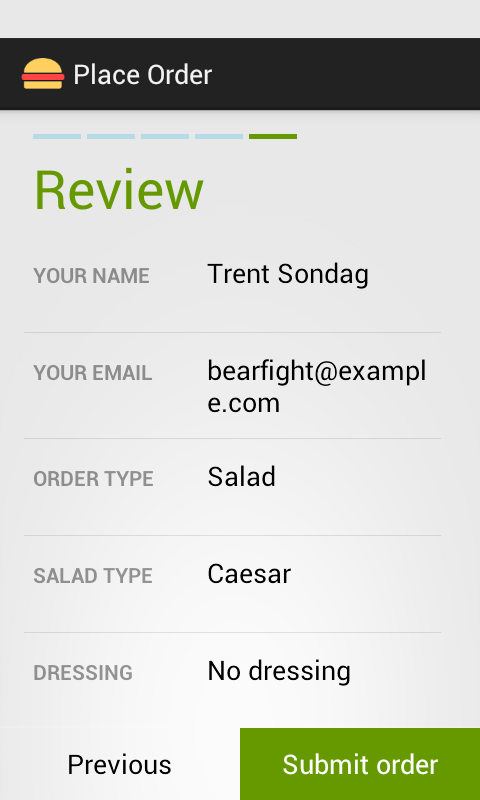 Place Order
Review
YOUR NAME
Trent Sondag
YOUR EMAIL
bearfight@exampl
e.com
ORDER TYPE
Salad
SALAD TYPE
Caesar
DRESSING
No dressing
Previous
Submit order